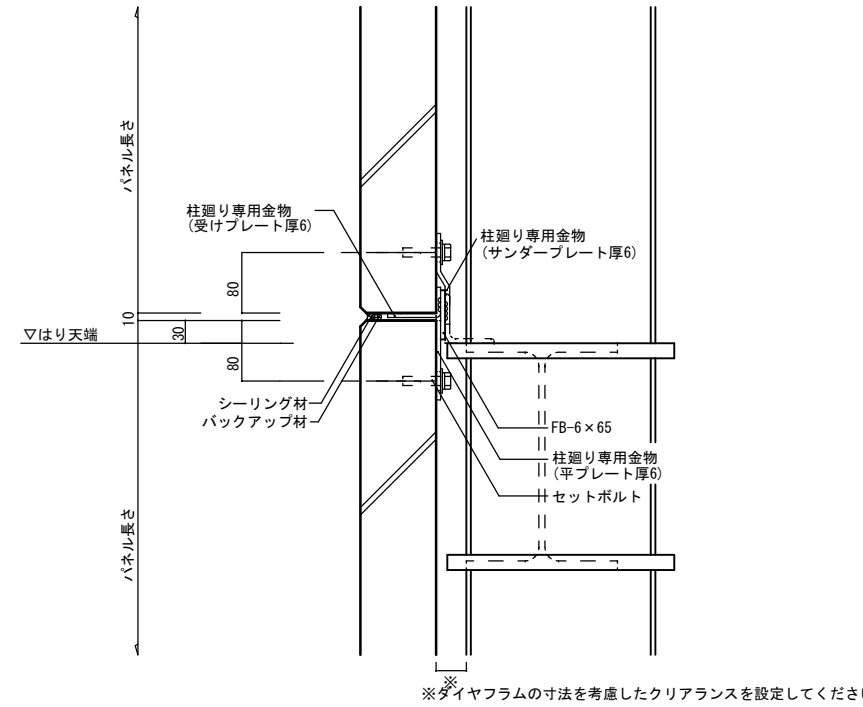 パネル長さ
柱廻り専用金物
(受けプレート厚6)
柱廻り専用金物
(サンダープレート厚6)
80
10
30
▽はり天端
80
シーリング材
バックアップ材
FB-6×65
柱廻り専用金物
(平プレート厚6)
セットボルト
パネル長さ
※
※ダイヤフラムの寸法を考慮したクリアランスを設定してくださ